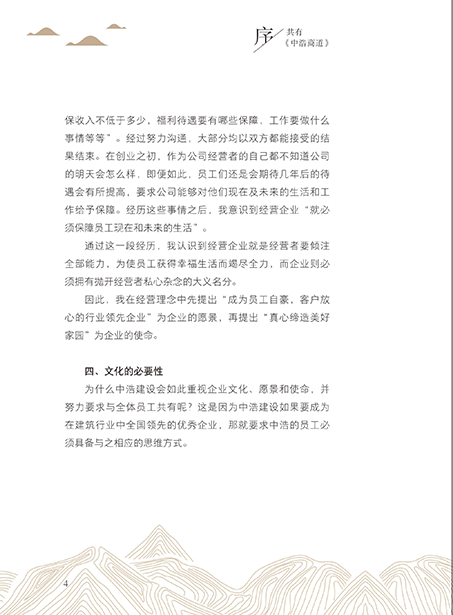 序
共有
《中浩商道》
保收入不低于多少，福利待遇要有哪些保障，工作要做什么
事情等等”。经过努力沟通，大部分均以双方都能接受的结
果结束。在创业之初，作为公司经营者的自己都不知道公司
的明天会怎么样，即便如此，员工们还是会期待几年后的待
遇会有所提高，要求公司能够对他们现在及未来的生活和工
作给予保障。经历这些事情之后，我意识到经营企业“就必
须保障员工现在和未来的生活”。
通过这一段经历，我认识到经营企业就是经营者要倾注
全部能力，为使员工获得幸福生活而竭尽全力，而企业则必
须拥有抛开经营者私心杂念的大义名分。
因此，我在经营理念中先提出“成为员工自豪，客户放
心的行业领先企业”为企业的愿景，再提出“真心缔造美好
家园”为企业的使命。
四、文化的必要性
为什么中浩建设会如此重视企业文化、愿景和使命，并
努力要求与全体员工共有呢？这是因为中浩建设如果要成为
在建筑行业中全国领先的优秀企业，那就要求中浩的员工必
须具备与之相应的思维方式。
4